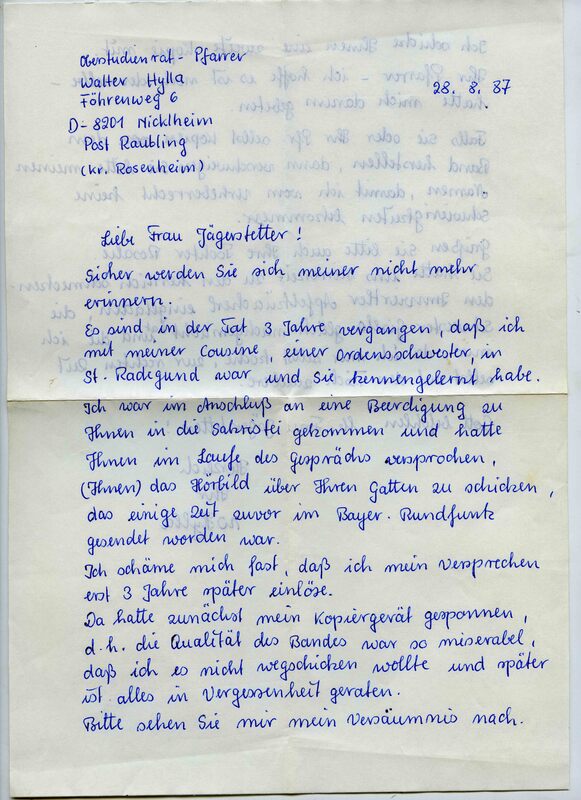 Oberstudienrat - Pfarrer
Walter Hylla
Föhrenweg 6
28. 8. 87
D-8201 Nicklheim
Post Raubling
(Kr. Rosenheim)
Liebe Frau Jägerstetter!
Sicher werden Sie sich meiner nicht mehr
erinnern.
Es sind in der Tat 3 Jahre vergangen, daß ich
mit meiner Cousine, einer Ordensschwester, in
St. Radegund war und Sie kennengelernt habe.
Ich war im Anschluß an eine Beerdigung zu
Ihnen in die Sakristei gekommen und hatte
Ihnen im Laufe des Gesprächs versprochen,
(Ihnen) das Hörbild über Ihren Gatten zu schicken,
das einige Zeit zuvor im Bayer. Rundfunk
gesendet worden war.
Ich schäme mich fast, daß ich mein Versprechen
erst 3 Jahre später einlöse.
Da hatte zunächst mein Kopiergerät gesponnen,
d.h. die Qualität des Bandes war so miserabel,
daß ich es nicht wegschicken wollte und später
ist alles in Vergessenheit geraten.
Bitte sehen Sie mir mein Versäumnis nach.